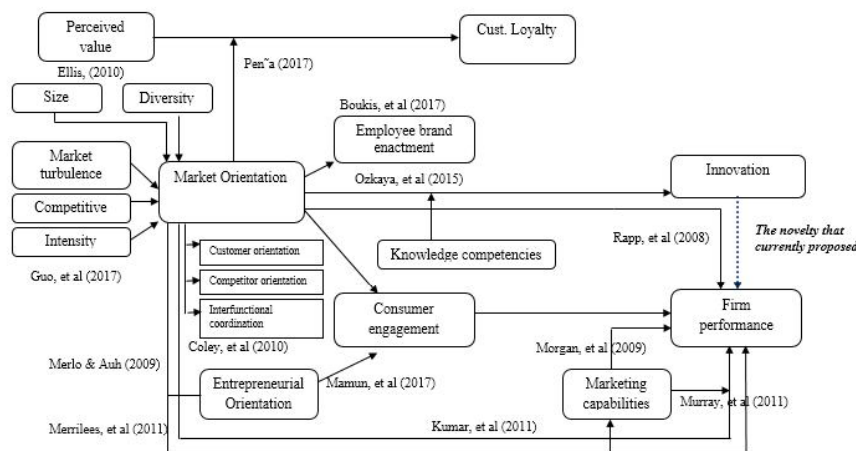 Perceived
value
Cust. Loyalty
Ellis, (2010)
Pen˜a (2017)
Size
Diversity
Boukis, et al (2017)
Employee brand
enactment
Market
turbulence
Market Orientation
Ozkaya, et al (2015)
Innovation
Competitive
Intensity
Knowledge competencies
Rapp, et al (2008)
The novelty that
currently proposed
Guo, et al (2017)
Customer orientation
Competitor orientation
Interfunctional
coordination
Consumer
engagement
Firm
performance
Coley, et al (2010)
Morgan, et al (2009)
Merlo & Auh (2009)
Entrepreneurial
Orientation
Mamun, et al (2017)
Marketing
capabilities
Murray, et al (2011)
Merrilees, et al (2011)
Kumar, et al (2011)